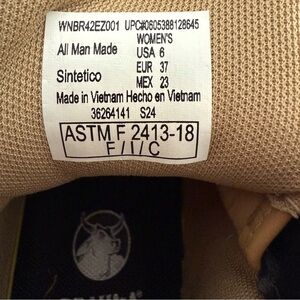 WNBR42EZ001 UPC#0605388128645
WOMEN'S
All Man Made USA 6
EUR 37
Sintetico MEX 23
Made in Vietnam Hecho en Vietnam
36264141 S24
ASTM F 2413-18
F/I/C